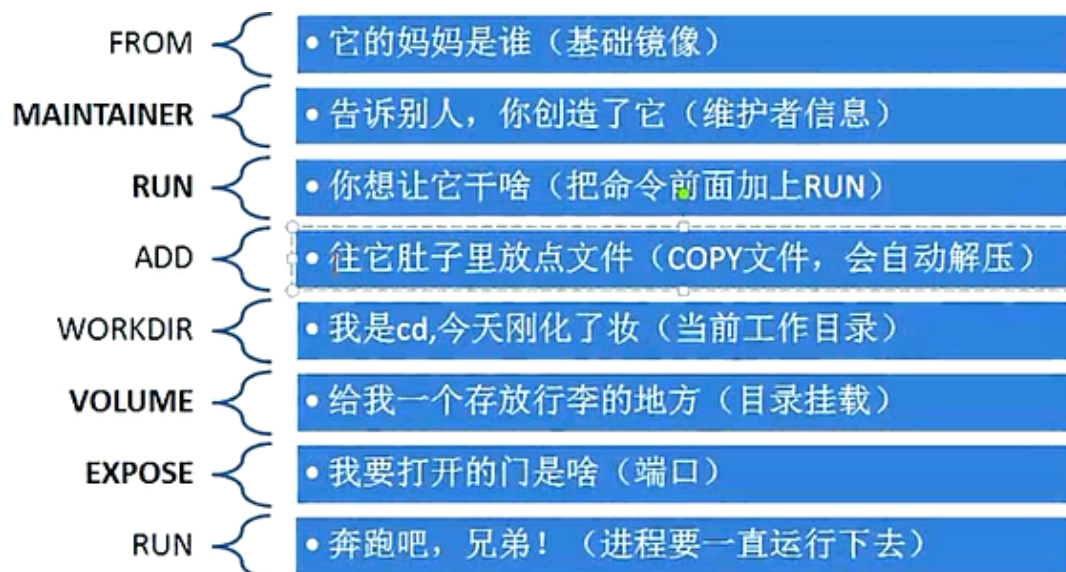 FROM
• 它的妈妈是谁（基础镜像）
MAINTAINER
• 告诉别人，你创造了它（维护者信息）
RUN
• 你想让它干啥（把命令前面加上RUN）
ADD
• 往它肚子里放点文件（COPY文件，会自动解压）
WORKDIR
• 我是cd,今天刚化了妆（当前工作目录）
VOLUME
• 给我一个存放行李的地方（目录挂载）
EXPOSE
• 我要打开的门是啥（端口）
RUN
• 奔跑吧，兄弟！（进程要一直运行下去）